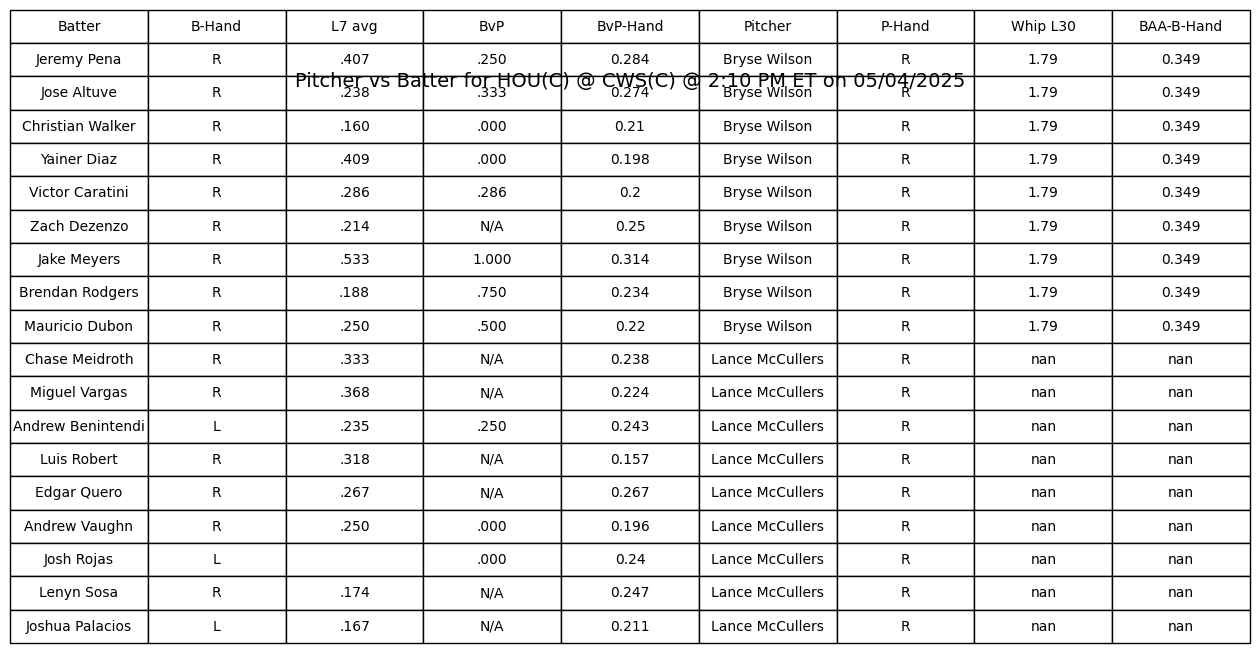 Batter B-Hand L7 avg BvP BvP-Hand Pitcher P-Hand Whip L30 BAA-B-Hand
Jeremy Pena R .407 .250 0.284 Bryse Wilson R 1.79 0.349
Pitcher vs Batter for HOU(C) @ CWS(C) @ 2:10 PM ET on 05/04/2025
Jose Altuve R .238 .333 0.274 Bryse Wilson R 1.79 0.349
Christian Walker R .160 .000 0.21 Bryse Wilson R 1.79 0.349
Yainer Diaz R .409 .000 0.198 Bryse Wilson R 1.79 0.349
Victor Caratini R .286 .286 0.2 Bryse Wilson R 1.79 0.349
Zach Dezenzo R .214 N/A 0.25 Bryse Wilson R 1.79 0.349
Jake Meyers R .533 1.000 0.314 Bryse Wilson R 1.79 0.349
Brendan Rodgers R .188 .750 0.234 Bryse Wilson R 1.79 0.349
Mauricio Dubon R .250 .500 0.22 Bryse Wilson R 1.79 0.349
Chase Meidroth R .333 N/A 0.238 Lance McCullers R nan nan
Miguel Vargas R .368 N/A 0.224 Lance McCullers R nan nan
Andrew Benintendi L .235 .250 0.243 Lance McCullers R nan nan
Luis Robert R .318 N/A 0.157 Lance McCullers R nan nan
Edgar Quero R .267 N/A 0.267 Lance McCullers R nan nan
Andrew Vaughn R .250 .000 0.196 Lance McCullers R nan nan
Josh Rojas L .000 0.24 Lance McCullers R nan nan
Lenyn Sosa R .174 N/A 0.247 Lance McCullers R nan nan
Joshua Palacios L .167 N/A 0.211 Lance McCullers R nan nan